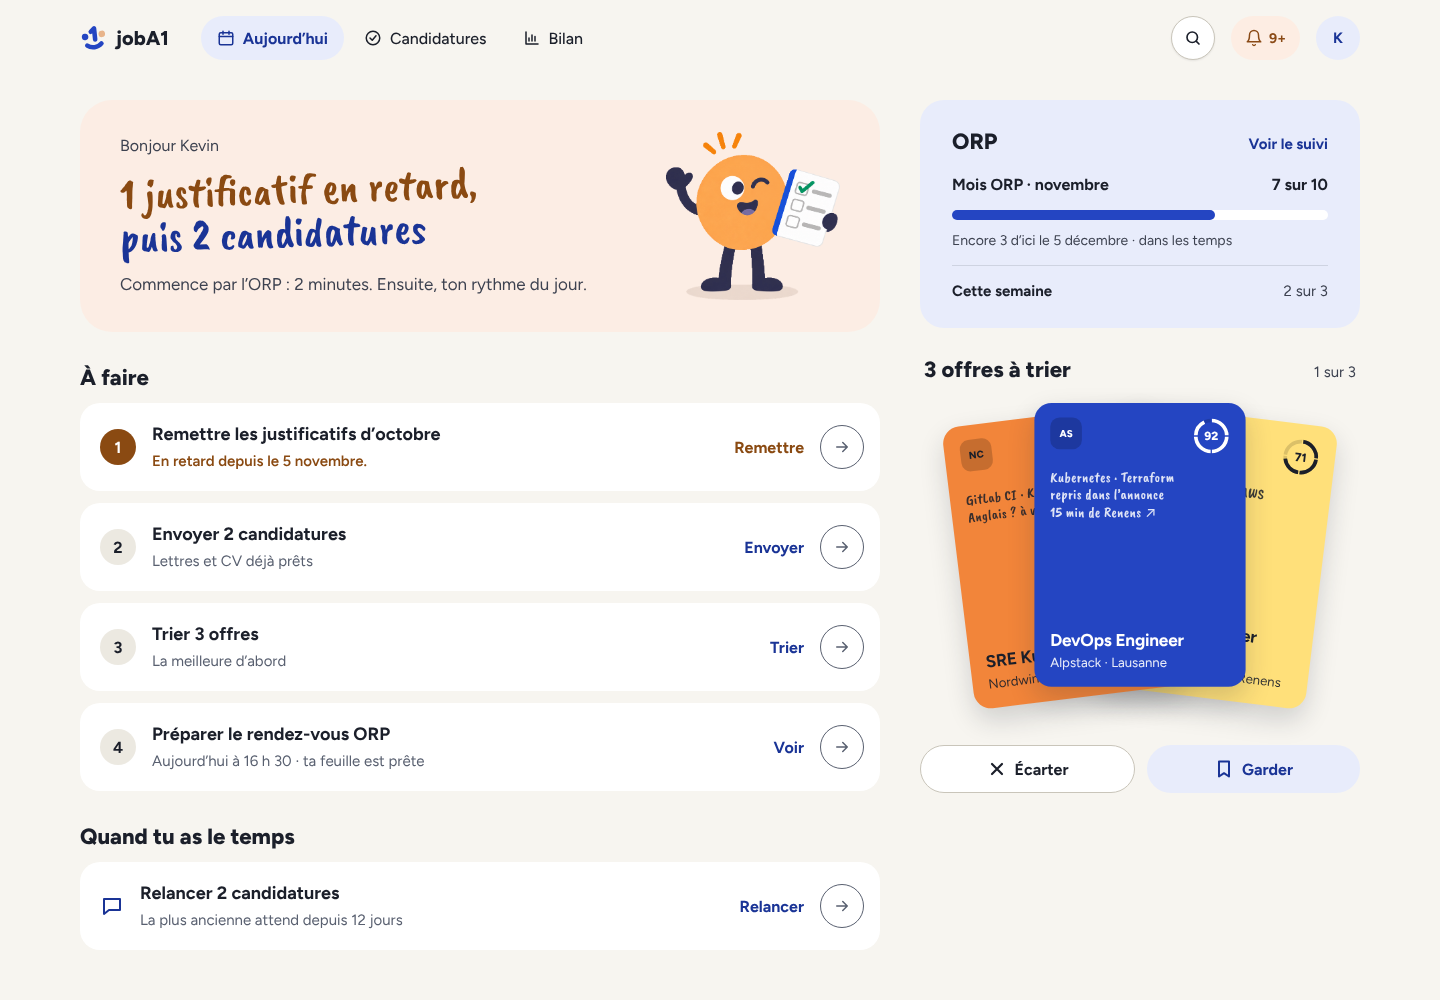 jobA1
Aujourd’hui
Candidatures
Bilan
9+
K
Bonjour Kevin
1 justificatif en retard,
puis 2 candidatures
Commence par l’ORP : 2 minutes. Ensuite, ton rythme du jour.
ORP
Voir le suivi
Mois ORP · novembre
7 sur 10
Encore 3 d’ici le 5 décembre · dans les temps
Cette semaine
2 sur 3
À faire
1
Remettre les justificatifs d’octobre
En retard depuis le 5 novembre.
Remettre
2
Envoyer 2 candidatures
Lettres et CV déjà prêts
Envoyer
3
Trier 3 offres
La meilleure d’abord
Trier
4
Préparer le rendez-vous ORP
Aujourd’hui à 16 h 30 · ta feuille est prête
Voir
Quand tu as le temps
Relancer 2 candidatures
La plus ancienne attend depuis 12 jours
Relancer
3 offres à trier
1 sur 3
NC
GitLab CI ·
Anglais ? à
SRE
AS
92
Kubernetes · Terraform
repris dans l’annonce
15 min de Renens ↗
DevOps Engineer
Alpstack · Lausanne
71
Renens
Écarter
Garder